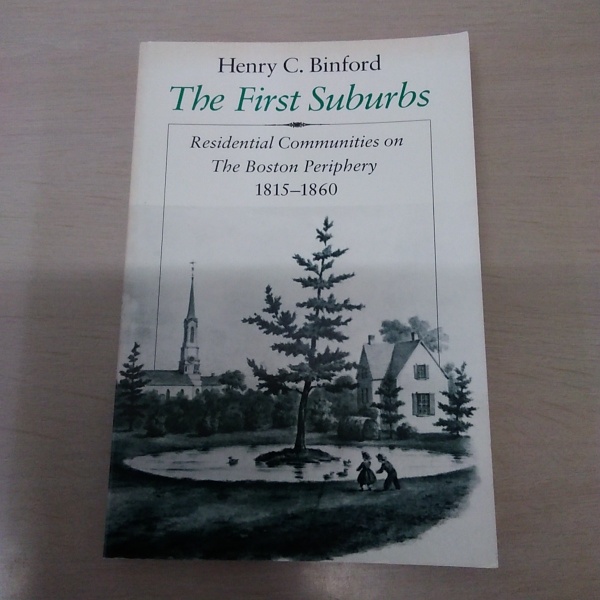 Henry C. Binford
The First Suburbs
Residential Communities on
The Boston Periphery
1815–1860